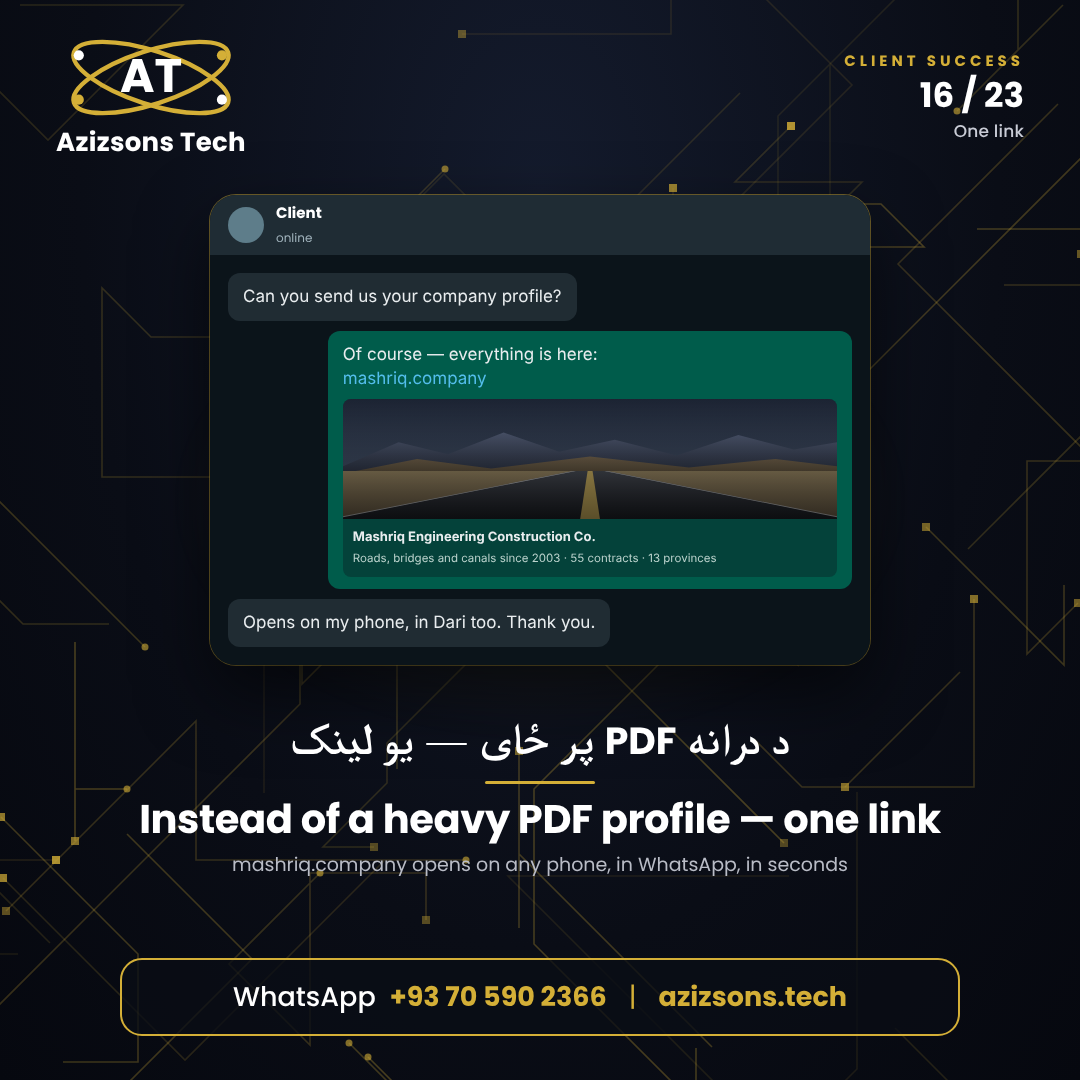 AT
Azizsons Tech
CLIENT SUCCESS
16 / 23
One link
Client
online
Can you send us your company profile?
Of course — everything is here:
mashriq.company
Mashriq Engineering Construction Co.
Roads, bridges and canals since 2003 · 55 contracts · 13 provinces
Opens on my phone, in Dari too. Thank you.
د درانه PDF پر ځای — یو لینک
Instead of a heavy PDF profile — one link
mashriq.company opens on any phone, in WhatsApp, in seconds
WhatsApp +93 70 590 2366 | azizsons.tech